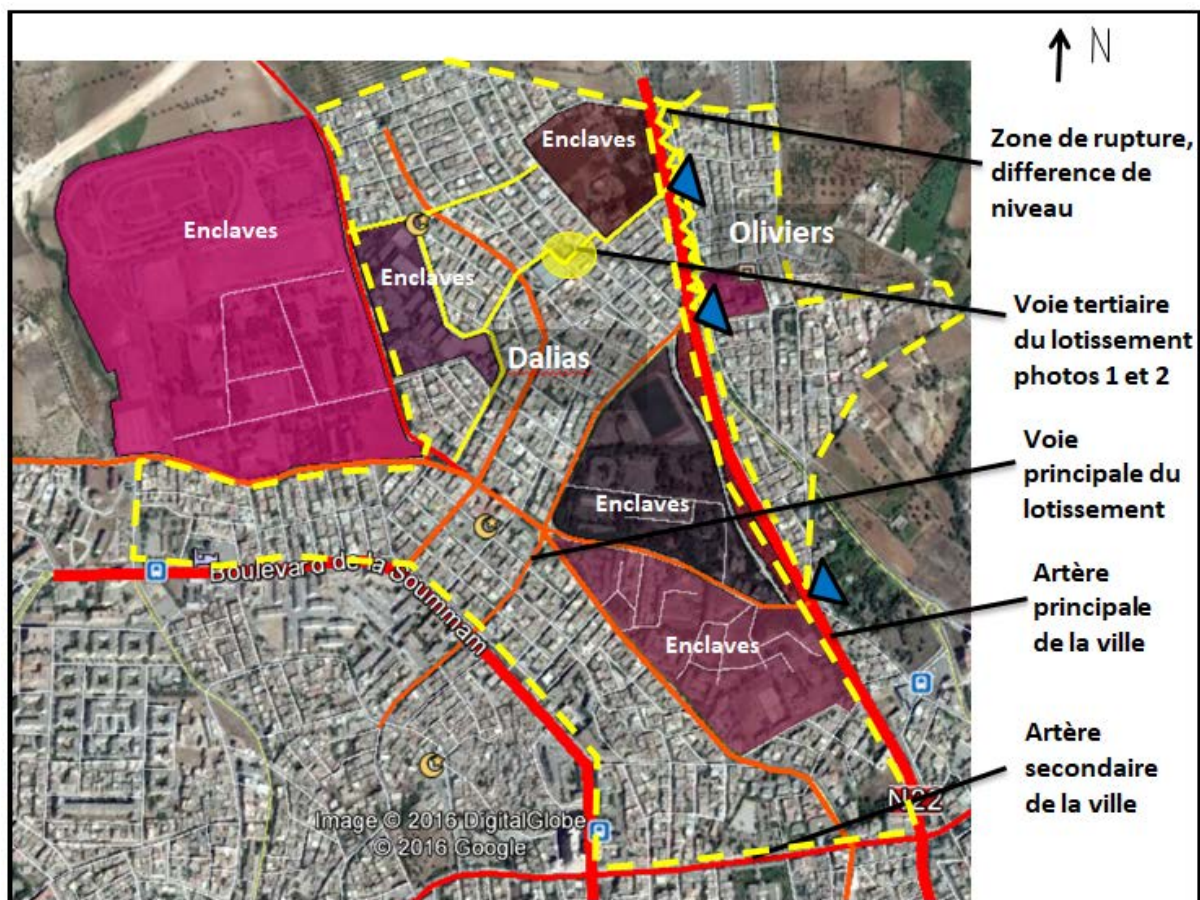 N
Zone de rupture,
difference de
niveau
Enclaves
Enclaves
Oliviers
Enclaves
Voie tertiaire
du lotissement
photos 1 et 2
Dalias
Voie
principale du
lotissement
Enclaves
Boulevard de la Soummam
Artère
principale
de la ville
Enclaves
Artère
secondaire
de la ville
N22
Image © 2016 DigitalGlobe
© 2016 Google